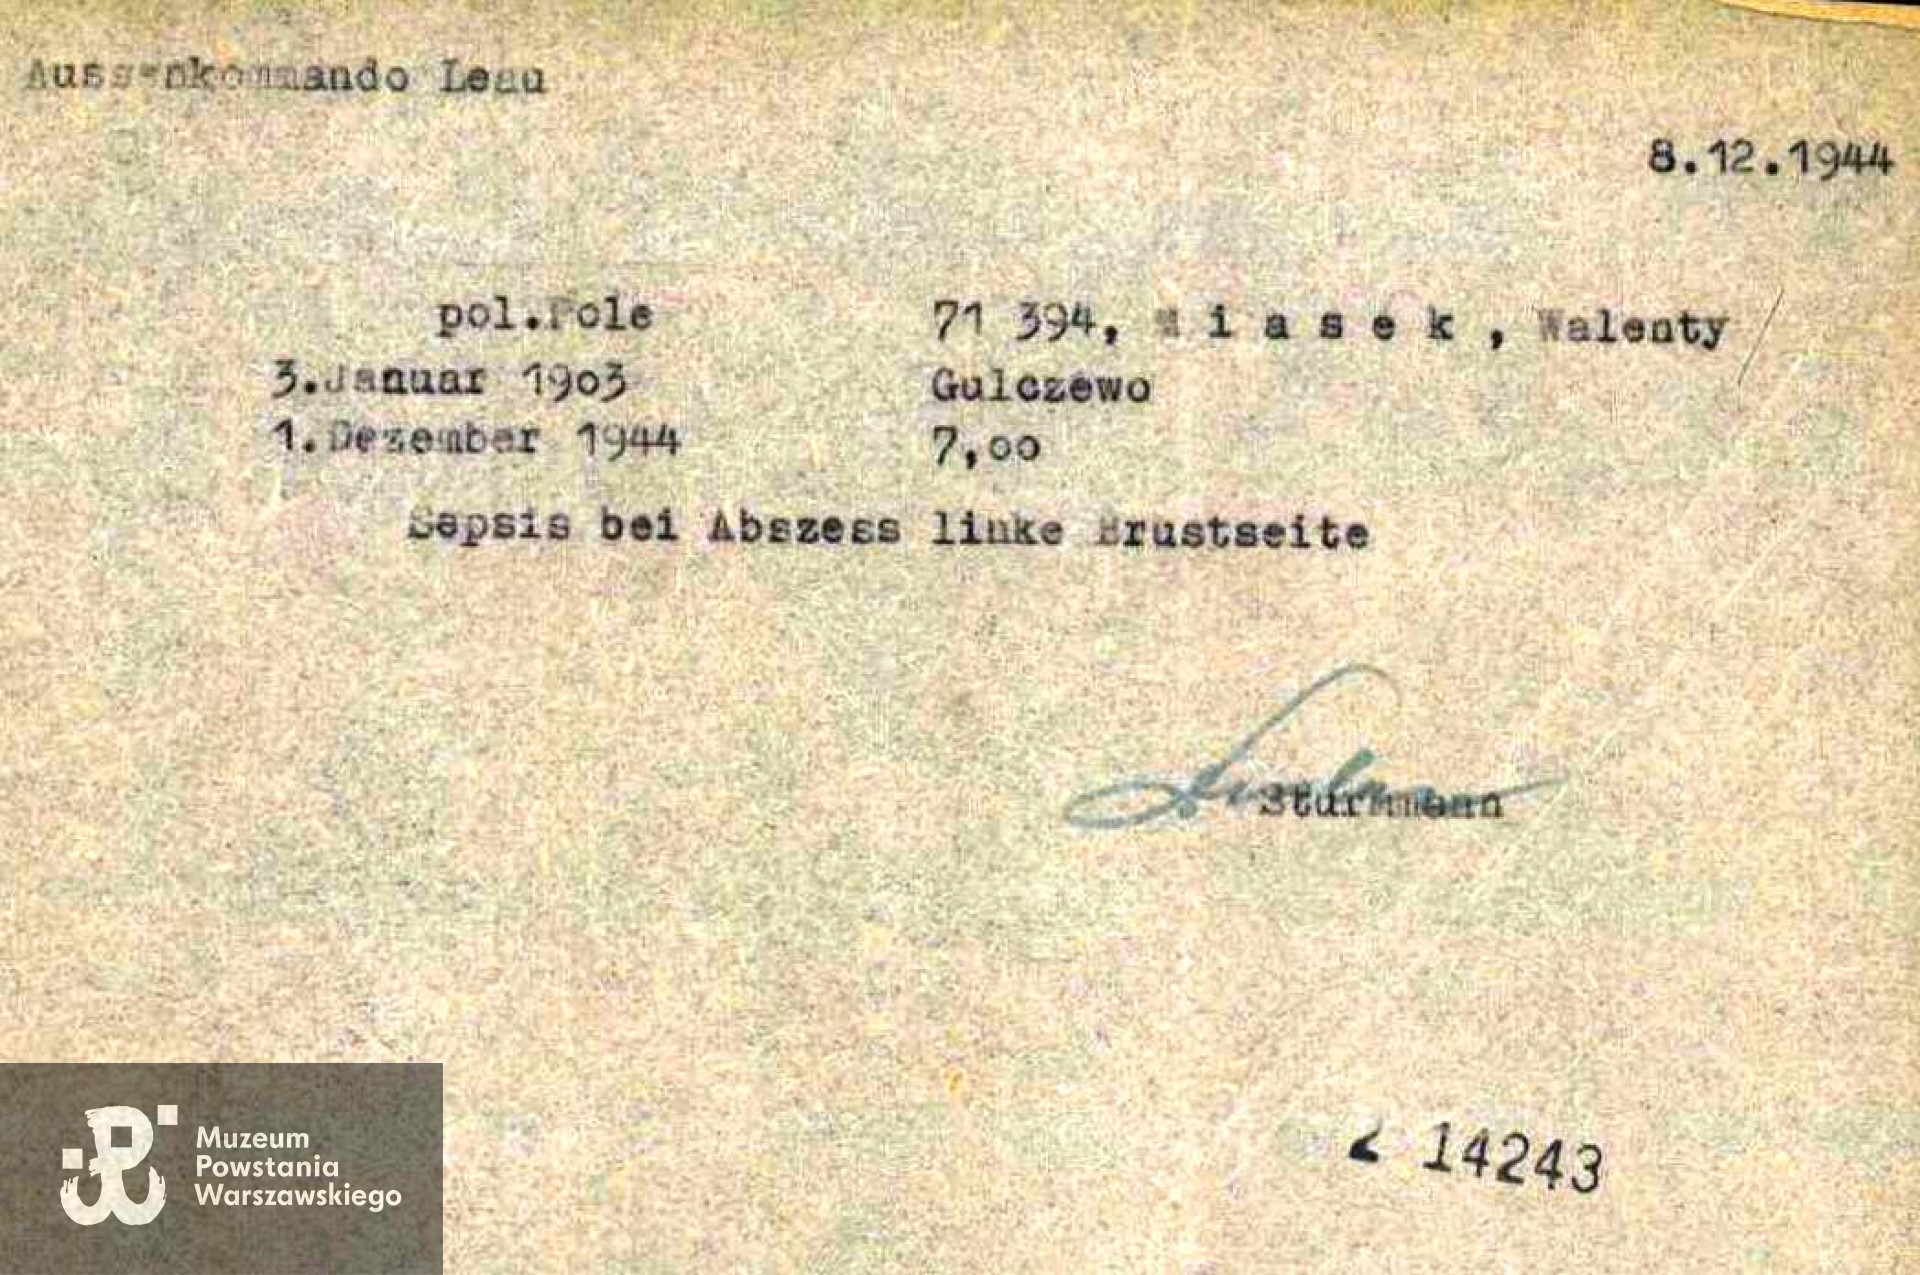 Aussenkommando Leau
8.12.1944
pol.Pole 71 394, M i a s e k , Walenty
3.Januar 1903 Gulczewo
1.Dezember 1944 7,00
Sepsis bei Abszess linke Brustseite
Sturmmann
Z 14243
Muzeum
Powstania
Warszawskiego